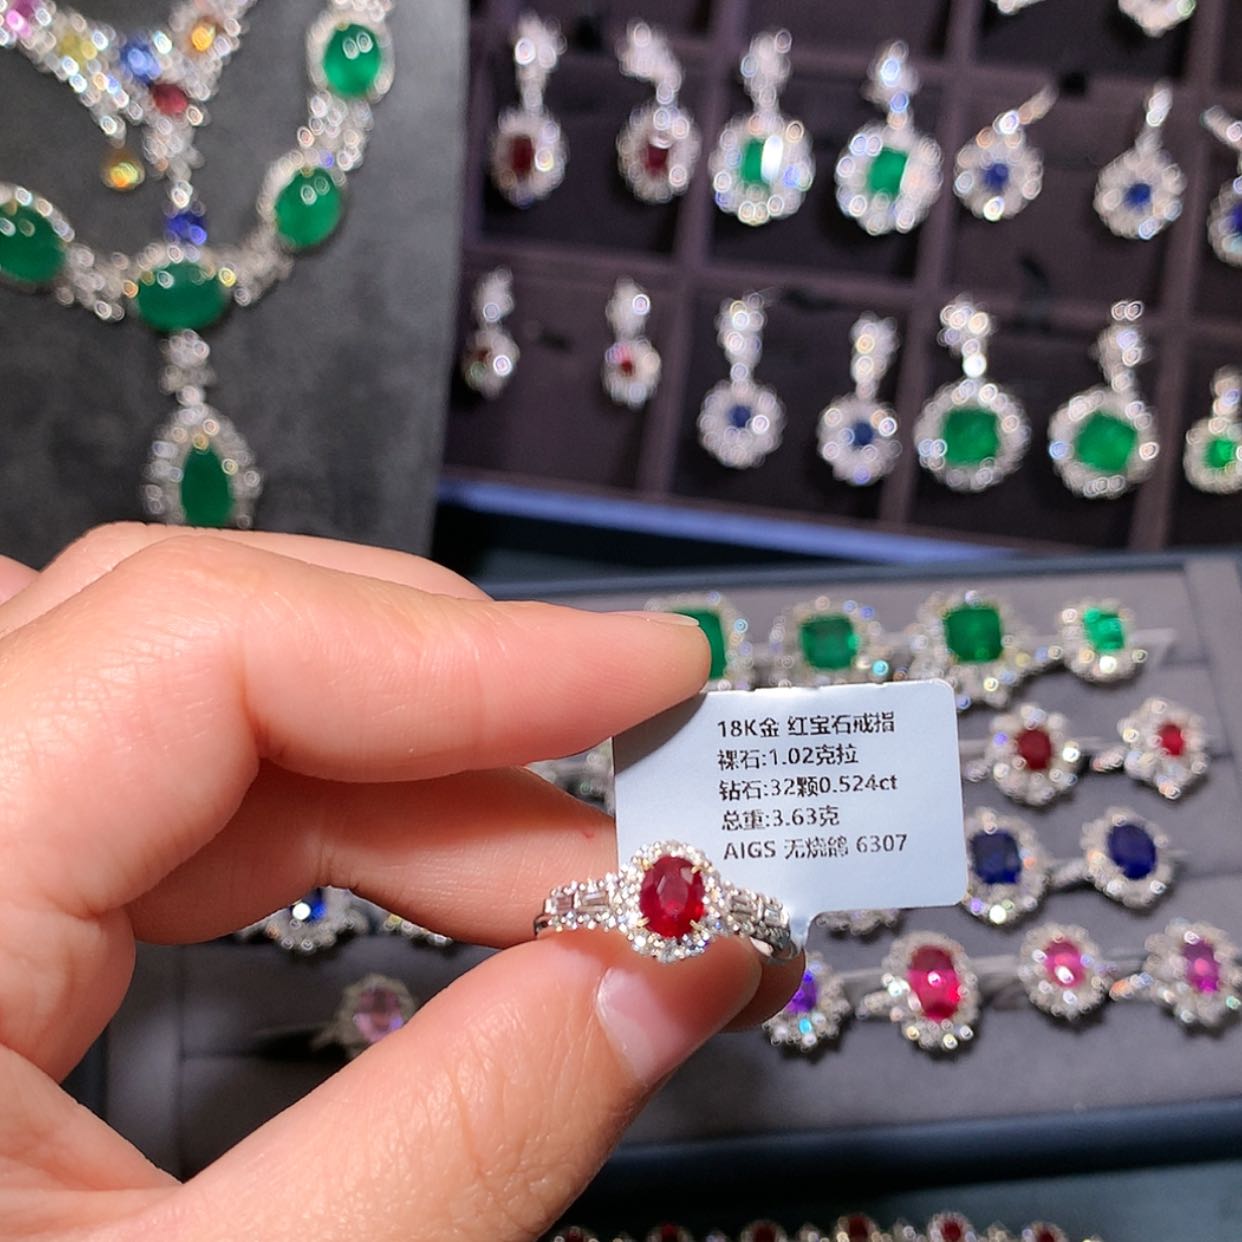 18K金 红宝石戒指
裸石:1.02克拉
钻石:32颗0.524ct
总重:3.63克
AIGS 无烧鸽 6307